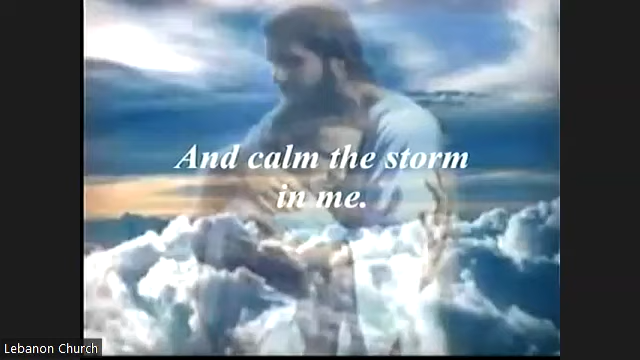 And calm the storm
in me.
Lebanon Church